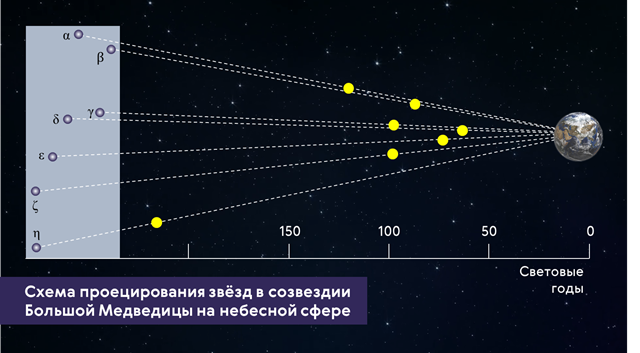 α
β
γ
δ
ε
ζ
η
150 100 50 0
Световые
годы
Схема проецирования звёзд в созвездии
Большой Медведицы на небесной сфере